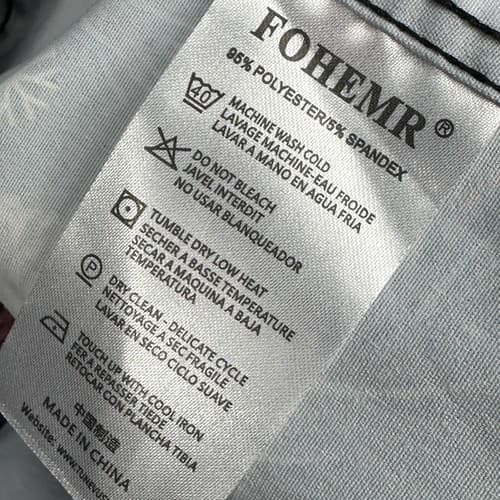 FOHEMR®
95% POLYESTER/5% SPANDEX
40
MACHINE WASH COLD
LAVAGE MACHINE-EAU FROIDE
LAVAR A MANO EN AGUA FRIA
DO NOT BLEACH
JAVEL INTERDIT
NO USAR BLANQUEADOR
TUMBLE DRY LOW HEAT
SECHER A BASSE TEMPERATURE
SECAR A MAQUINA A BAJA
TEMPERATURA
P
DRY CLEAN - DELICATE CYCLE
NETTOYAGE A SEC FRAGILE
LAVAR-EN SECO CICLO SUAVE
TOUCH UP WITH COOL IRON
FER A REPASSER TIEDE
RETOCAR CON PLANCHA TIBIA
中国制造
MADE IN CHINA
Website: